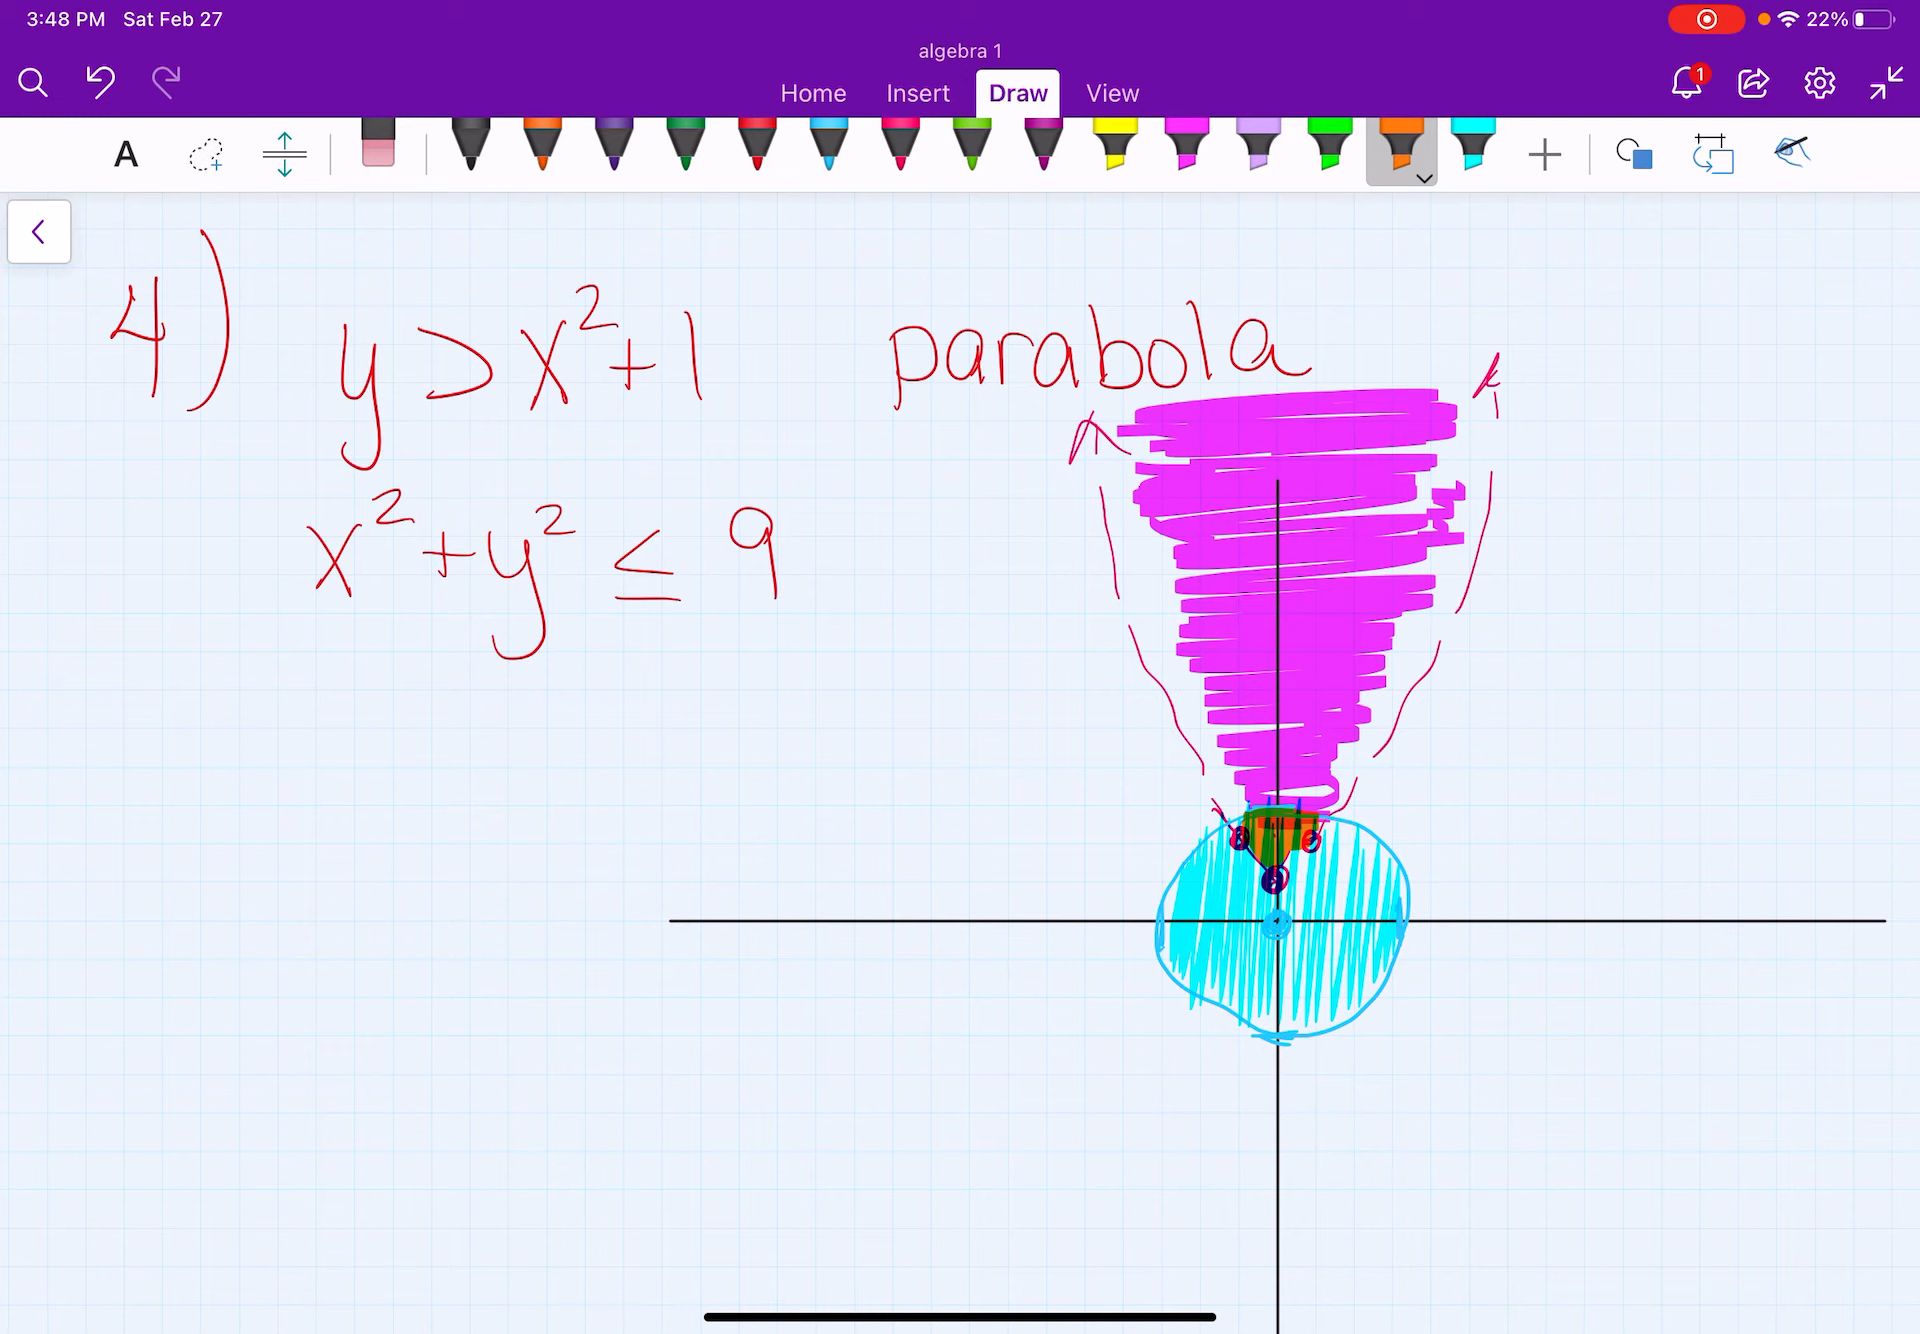 3:48 PM Sat Feb 27
22%
algebra 1
Home Insert Draw View
1
A
4) y > x² + 1 parabola
x² + y² ≤ 9